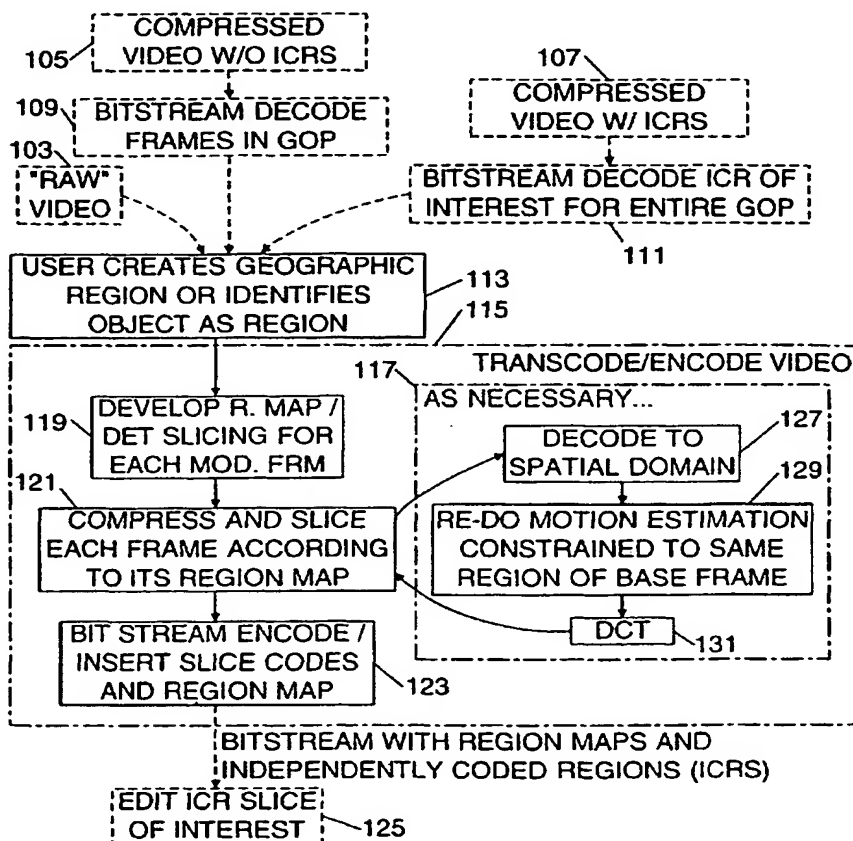 COMPRESSED
VIDEO W/O ICRS
105
107
COMPRESSED
VIDEO W/ ICRS
109
BITSTREAM DECODE
FRAMES IN GOP
103
"RAW"
VIDEO
BITSTREAM DECODE ICR OF
INTEREST FOR ENTIRE GOP
111
USER CREATES GEOGRAPHIC
REGION OR IDENTIFIES
OBJECT AS REGION
113
115
TRANSCODE/ENCODE VIDEO
117
AS NECESSARY...
119
DEVELOP R. MAP /
DET SLICING FOR
EACH MOD. FRM
DECODE TO
SPATIAL DOMAIN
127
121
COMPRESS AND SLICE
EACH FRAME ACCORDING
TO ITS REGION MAP
129
RE-DO MOTION ESTIMATION
CONSTRAINED TO SAME
REGION OF BASE FRAME
DCT
131
BIT STREAM ENCODE /
INSERT SLICE CODES
AND REGION MAP
123
BITSTREAM WITH REGION MAPS AND
INDEPENDENTLY CODED REGIONS (ICRS)
EDIT ICR SLICE
OF INTEREST
125